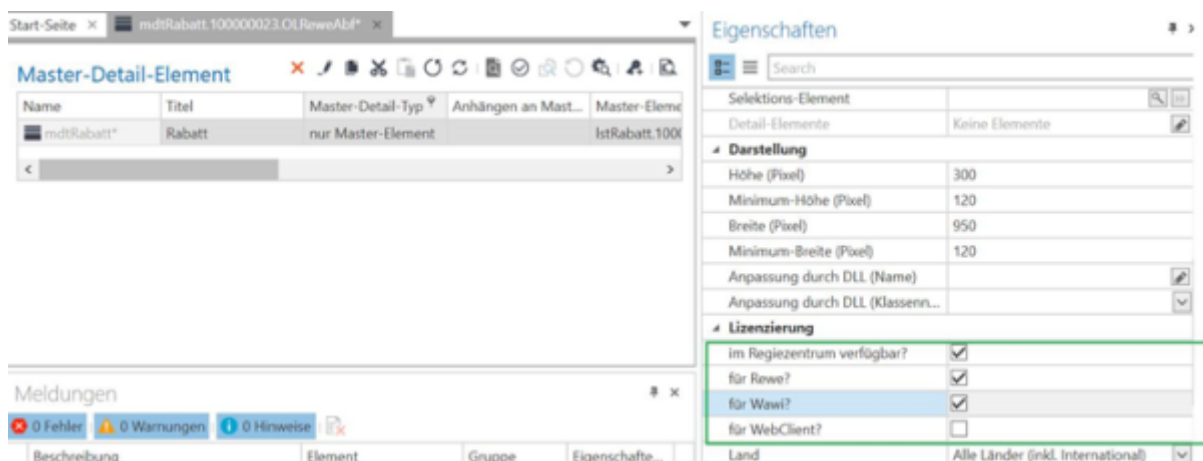 Start-Seite × mdtRabatt.100000023.OLReweAbf* ×
Master-Detail-Element
Name Titel Master-Detail-Typ Anhängen an Mast... Master-Eleme
mdtRabatt* Rabatt nur Master-Element lstRabatt.100(
Meldungen
0 Fehler 0 Warnungen 0 Hinweise
Beschreibung Element Gruppe Eigenschafte...
Eigenschaften
Search
Selektions-Element
Detail-Elemente Keine Elemente
Darstellung
Höhe (Pixel) 300
Minimum-Höhe (Pixel) 120
Breite (Pixel) 950
Minimum-Breite (Pixel) 120
Anpassung durch DLL (Name)
Anpassung durch DLL (Klassenn...
Lizenzierung
im Regiezentrum verfügbar?
für Rewe?
für Wawi?
für WebClient?
Land Alle Länder (inkl. International)